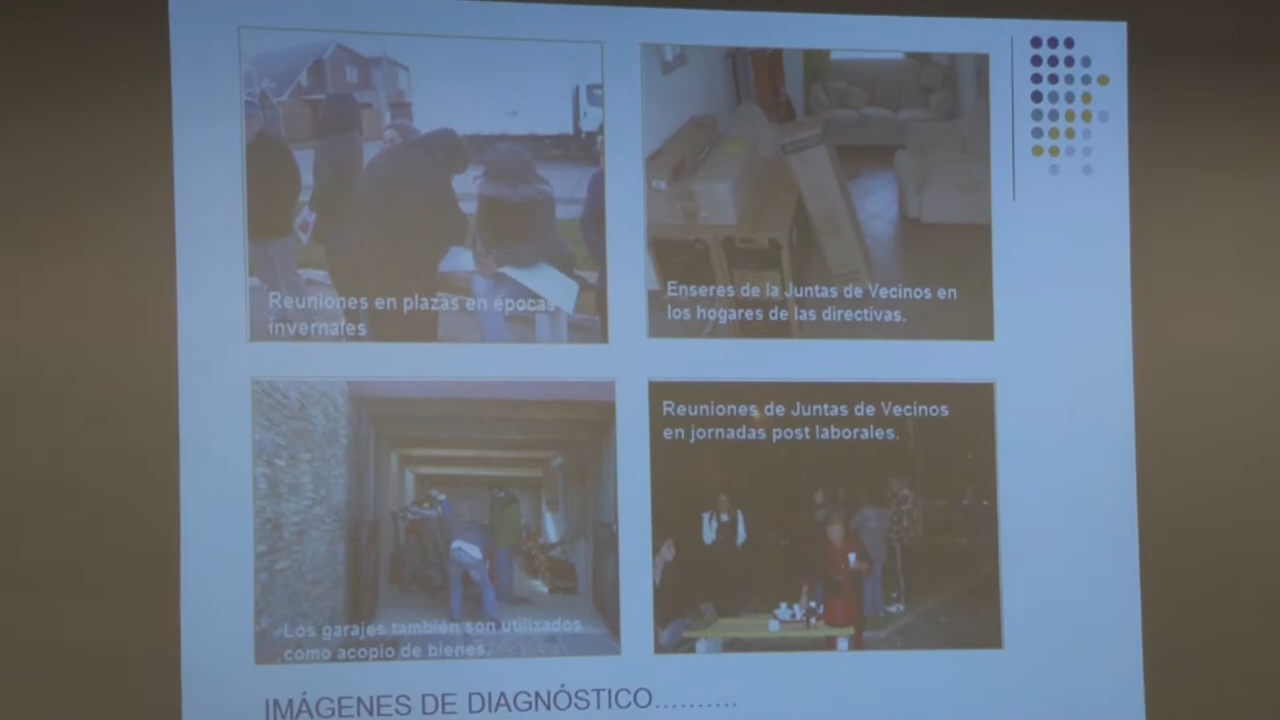 Reuniones en plazas en épocas
invernales
Enseres de la Juntas de Vecinos en
los hogares de las directivas.
Los garajes también son utilizados
como acopio de bienes.
Reuniones de Juntas de Vecinos
en jornadas post laborales.
IMÁGENES DE DIAGNÓSTICO..........